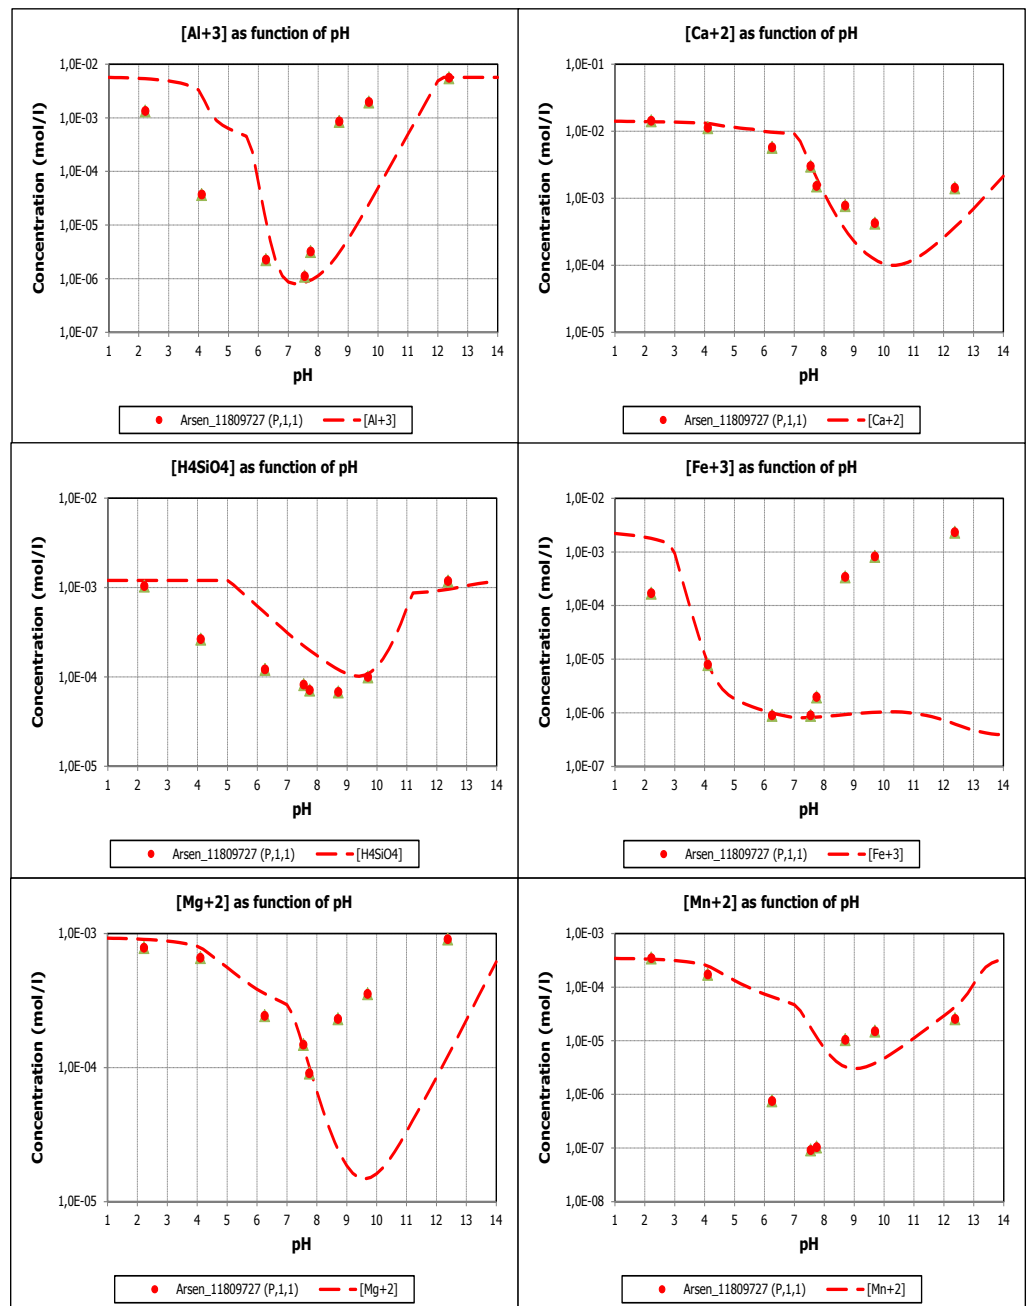 [Al+3] as function of pH
Concentration (mol/l)
1,0E-02
1,0E-03
1,0E-04
1,0E-05
1,0E-06
1,0E-07
1 2 3 4 5 6 7 8 9 10 11 12 13 14
pH
Arsen_11809727 (P,1,1) [Al+3]
[Ca+2] as function of pH
Concentration (mol/l)
1,0E-01
1,0E-02
1,0E-03
1,0E-04
1,0E-05
1 2 3 4 5 6 7 8 9 10 11 12 13 14
pH
Arsen_11809727 (P,1,1) [Ca+2]
[H4SiO4] as function of pH
Concentration (mol/l)
1,0E-02
1,0E-03
1,0E-04
1,0E-05
1 2 3 4 5 6 7 8 9 10 11 12 13 14
pH
Arsen_11809727 (P,1,1) [H4SiO4]
[Fe+3] as function of pH
Concentration (mol/l)
1,0E-02
1,0E-03
1,0E-04
1,0E-05
1,0E-06
1,0E-07
1 2 3 4 5 6 7 8 9 10 11 12 13 14
pH
Arsen_11809727 (P,1,1) [Fe+3]
[Mg+2] as function of pH
Concentration (mol/l)
1,0E-03
1,0E-04
1,0E-05
1 2 3 4 5 6 7 8 9 10 11 12 13 14
pH
Arsen_11809727 (P,1,1) [Mg+2]
[Mn+2] as function of pH
Concentration (mol/l)
1,0E-03
1,0E-04
1,0E-05
1,0E-06
1,0E-07
1,0E-08
1 2 3 4 5 6 7 8 9 10 11 12 13 14
pH
Arsen_11809727 (P,1,1) [Mn+2]